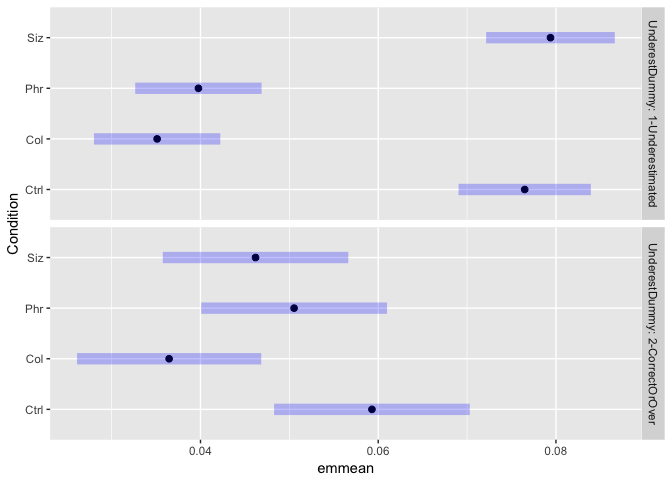 Siz
Phr
Col
Ctrl
UnderestDummy: 1-Underestimated
Siz
Phr
Col
Ctrl
UnderestDummy: 2-CorrectOrOver
Condition
0.04
0.06
0.08
emmean